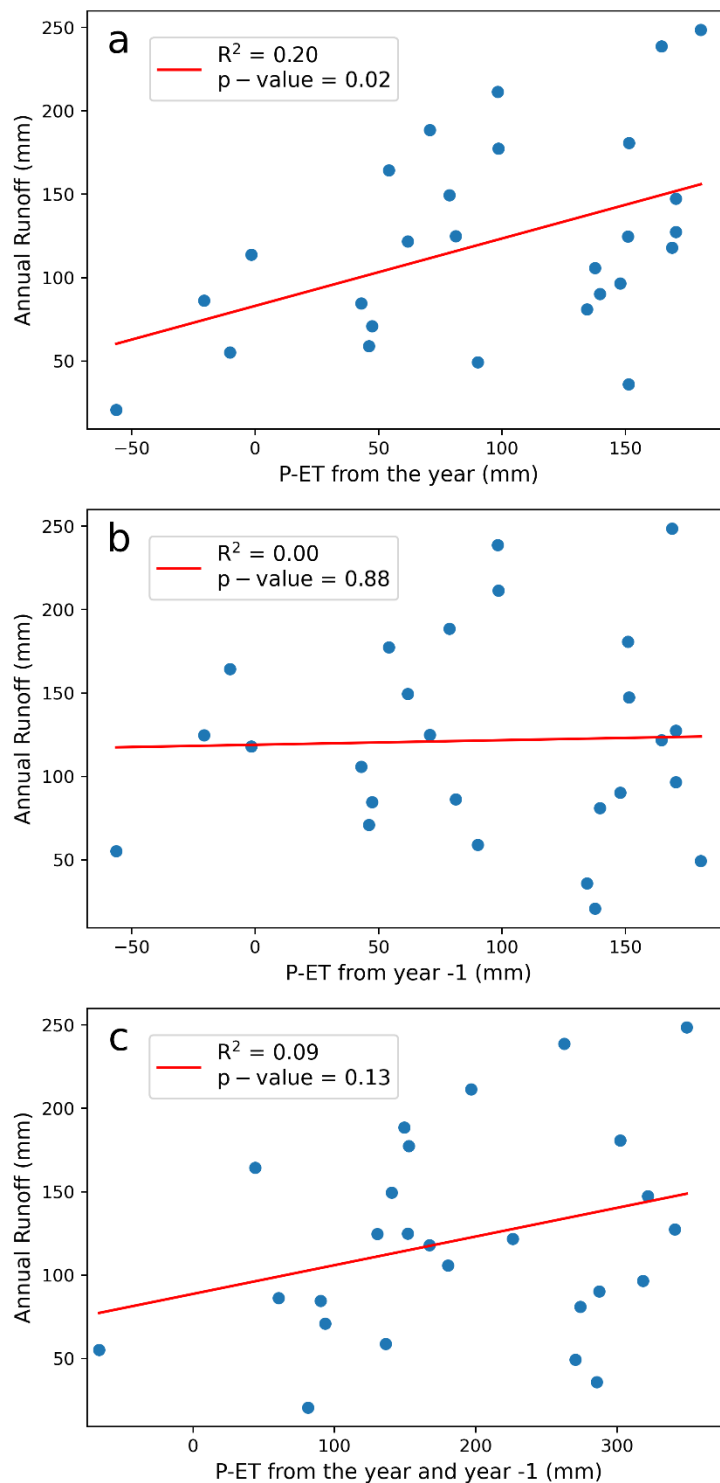 a
R² = 0.20
p − value = 0.02
250
200
150
100
50
Annual Runoff (mm)
−50
0
50
100
150
P-ET from the year (mm)
b
R² = 0.00
p − value = 0.88
250
200
150
100
50
Annual Runoff (mm)
−50
0
50
100
150
P-ET from year -1 (mm)
c
R² = 0.09
p − value = 0.13
250
200
150
100
50
Annual Runoff (mm)
0
100
200
300
P-ET from the year and year -1 (mm)